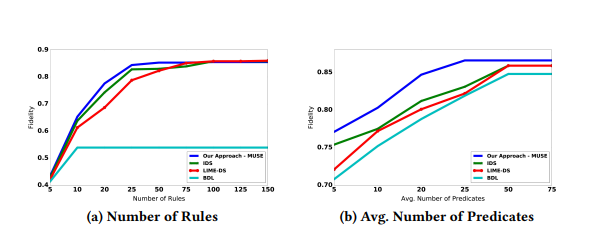 0.9
0.8
0.7
0.6
0.5
0.4
Fidelity
5 10 20 25 50 75 100 125 150
Number of Rules
Our Approach - MUSE
IDS
LIME-DS
BDL
(a) Number of Rules
0.85
0.80
0.75
0.70
Fidelity
5 10 20 25 50 75
Avg. Number of Predicates
Our Approach - MUSE
IDS
LIME-DS
BDL
(b) Avg. Number of Predicates